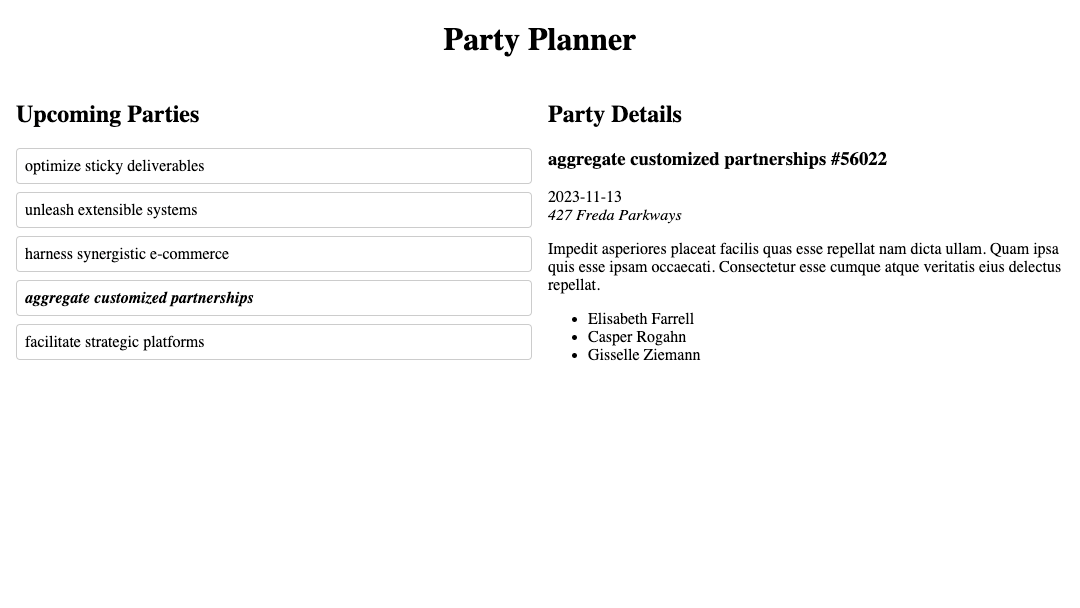 Party Planner
Upcoming Parties
optimize sticky deliverables
unleash extensible systems
harness synergistic e-commerce
aggregate customized partnerships
facilitate strategic platforms
Party Details
aggregate customized partnerships #56022
2023-11-13
427 Freda Parkways
Impedit asperiores placeat facilis quas esse repellat nam dicta ullam. Quam ipsa
quis esse ipsam occaecati. Consectetur esse cumque atque veritatis eius delectus
repellat.
• Elisabeth Farrell
• Casper Rogahn
• Gisselle Ziemann